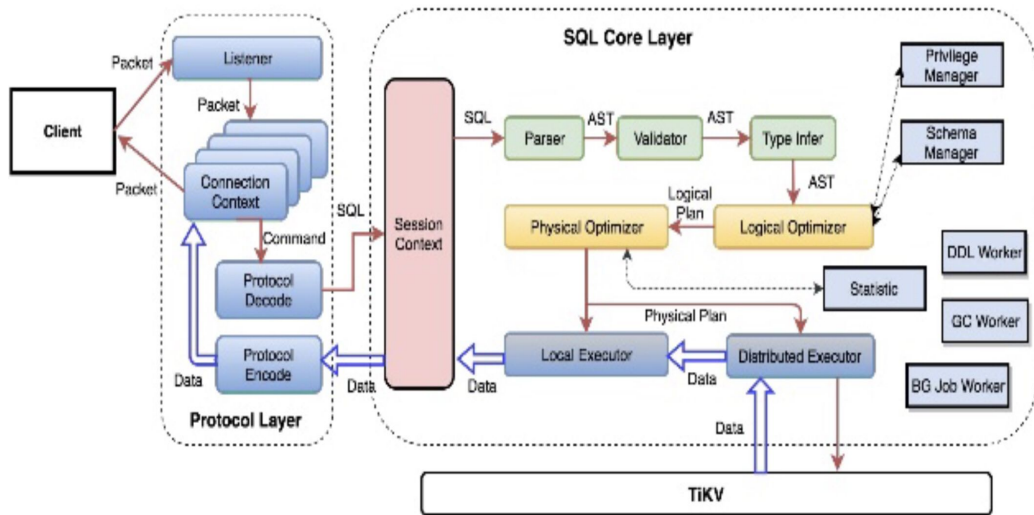 SQL Core Layer
Listener
Packet
Packet
Client
Packet
Connection
Context
Command
SQL
Protocol
Decode
Protocol
Encode
Data
Data
Protocol Layer
Session
Context
SQL
Parser
AST
Validator
AST
Type Infer
AST
Privilege
Manager
Schema
Manager
Logical
Plan
Physical Optimizer
Logical Optimizer
Statistic
DDL Worker
GC Worker
BG Job Worker
Physical Plan
Local Executor
Distributed Executor
Data
Data
Data
TiKV